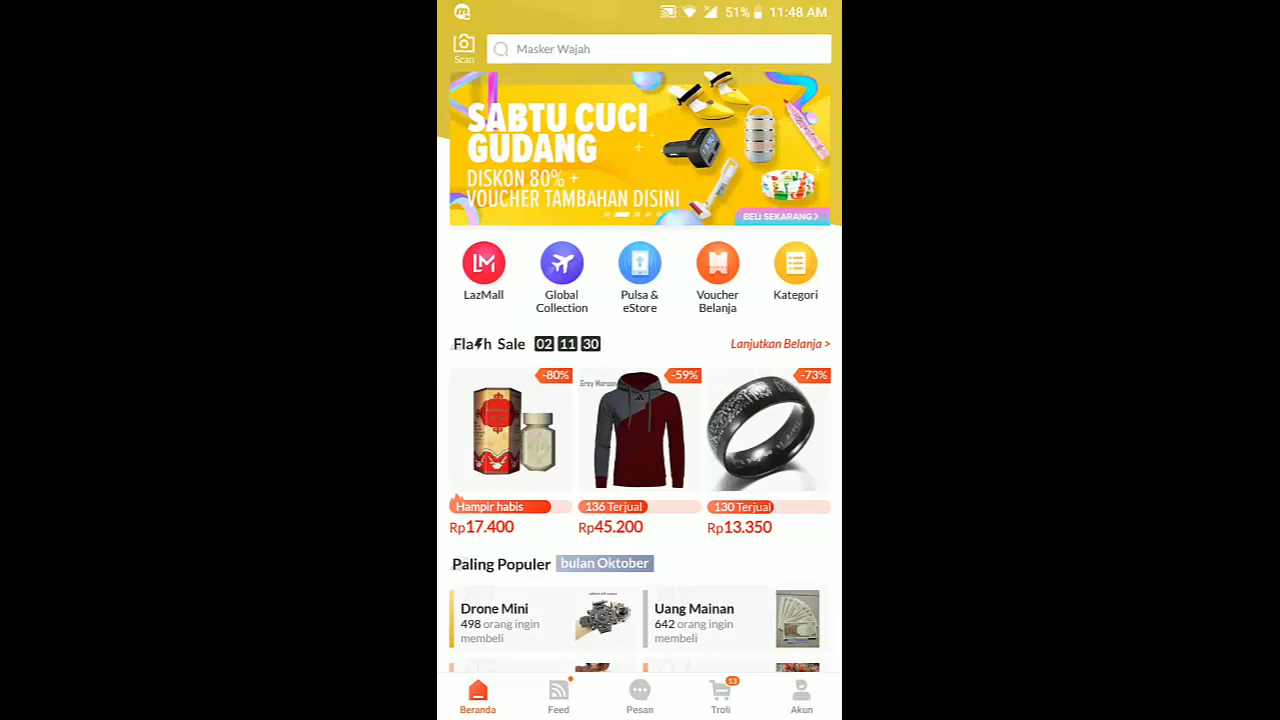 51% 11:48 AM
Scan
Masker Wajah
SABTU CUCI
GUDANG
DISKON 80% +
VOUCHER TAMBAHAN DISINI
BELI SEKARANG >
LazMall
Global
Collection
Pulsa &
eStore
Voucher
Belanja
Kategori
Flash Sale 02 11 30
Lanjutkan Belanja >
-80%
-59%
-73%
Grey Maroon
Hampir habis
136 Terjual
130 Terjual
Rp17.400
Rp45.200
Rp13.350
Paling Populer bulan Oktober
Drone Mini
498 orang ingin
membeli
Uang Mainan
642 orang ingin
membeli
13
Beranda
Feed
Pesan
Troli
Akun